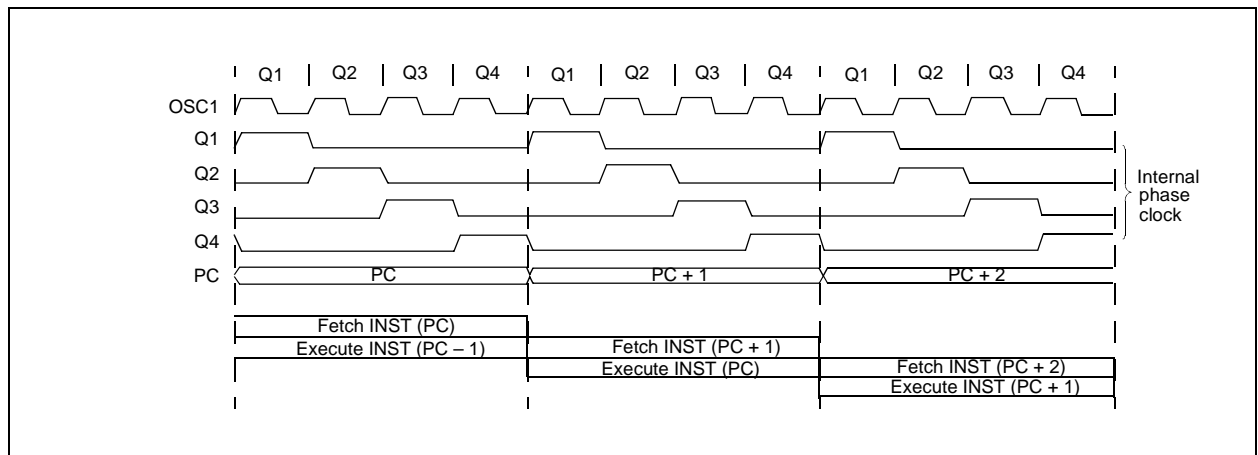 Q1 Q2 Q3 Q4 Q1 Q2 Q3 Q4 Q1 Q2 Q3 Q4
OSC1
Q1
Q2
Q3
Q4
Internal
phase
clock
PC PC PC + 1 PC + 2
Fetch INST (PC)
Execute INST (PC – 1) Fetch INST (PC + 1)
Execute INST (PC) Fetch INST (PC + 2)
Execute INST (PC + 1)